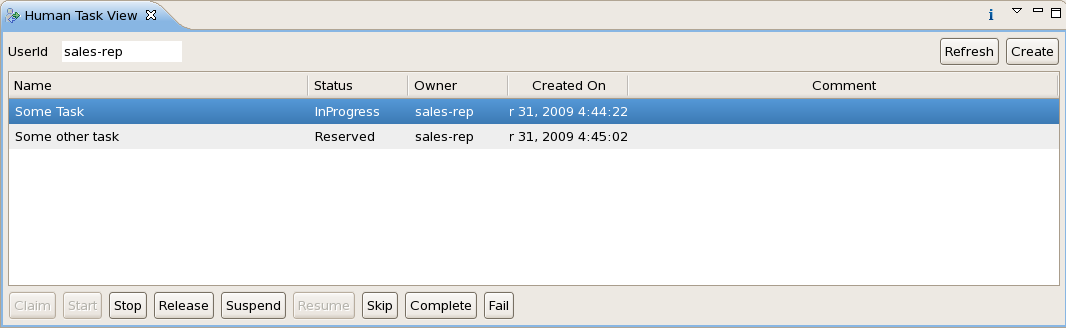 Human Task View
UserId sales-rep Refresh Create
Name Status Owner Created On Comment
Some Task InProgress sales-rep r 31, 2009 4:44:22
Some other task Reserved sales-rep r 31, 2009 4:45:02
Claim Start Stop Release Suspend Resume Skip Complete Fail